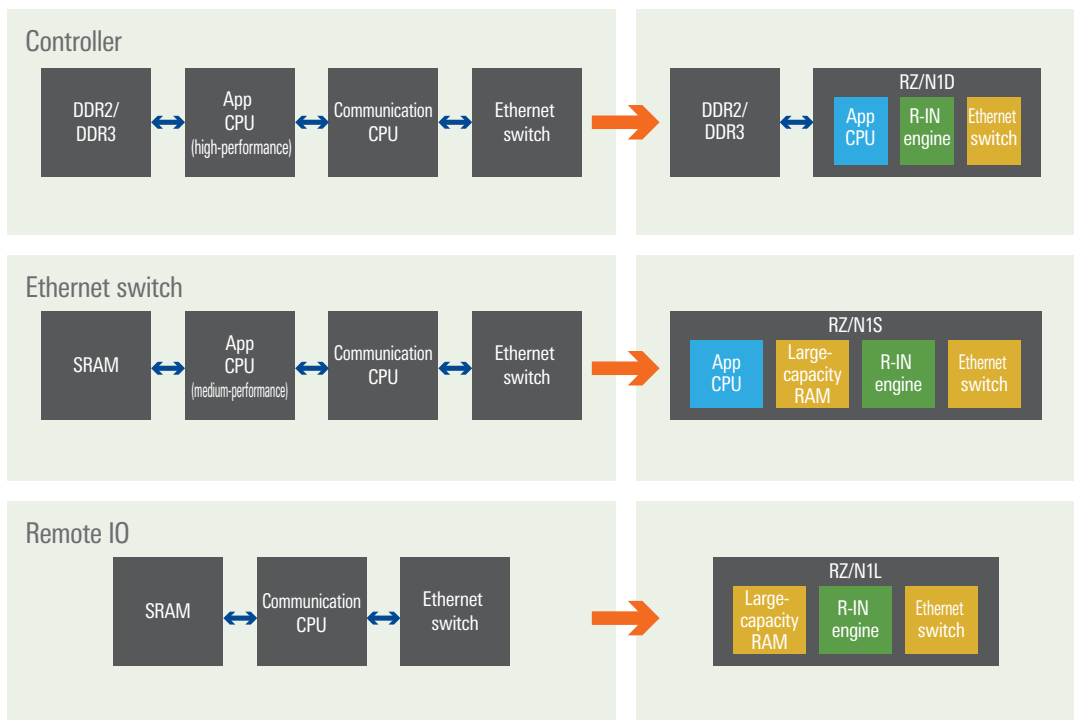 Controller
DDR2/
DDR3
App
CPU
(high-performance)
Communication
CPU
Ethernet
switch
DDR2/
DDR3
RZ/N1D
App
CPU
R-IN
engine
Ethernet
switch
Ethernet switch
SRAM
App
CPU
(medium-performance)
Communication
CPU
Ethernet
switch
RZ/N1S
App
CPU
Large-
capacity
RAM
R-IN
engine
Ethernet
switch
Remote IO
SRAM
Communication
CPU
Ethernet
switch
RZ/N1L
Large-
capacity
RAM
R-IN
engine
Ethernet
switch